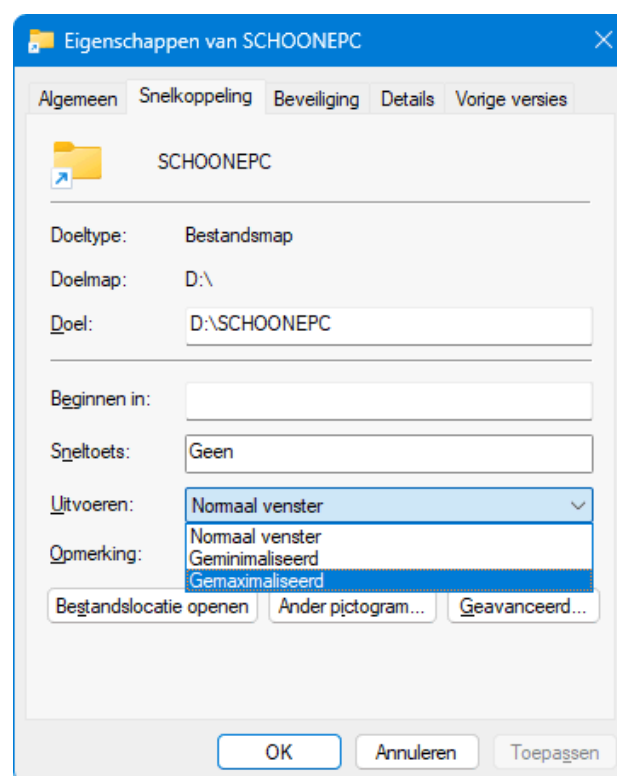 Eigenschappen van SCHOONEPC
Algemeen Snelkoppeling Beveiliging Details Vorige versies
SCHOONEPC
Doeltype: Bestandsmap
Doelmap: D:\
Doel: D:\SCHOONEPC
Beginnen in:
Sneltoets: Geen
Uitvoeren: Normaal venster
Normaal venster
Opmerking: Geminimaliseerd
Gemaximaliseerd
Bestandslocatie openen Ander pictogram... Geavanceerd...
OK Annuleren Toepassen